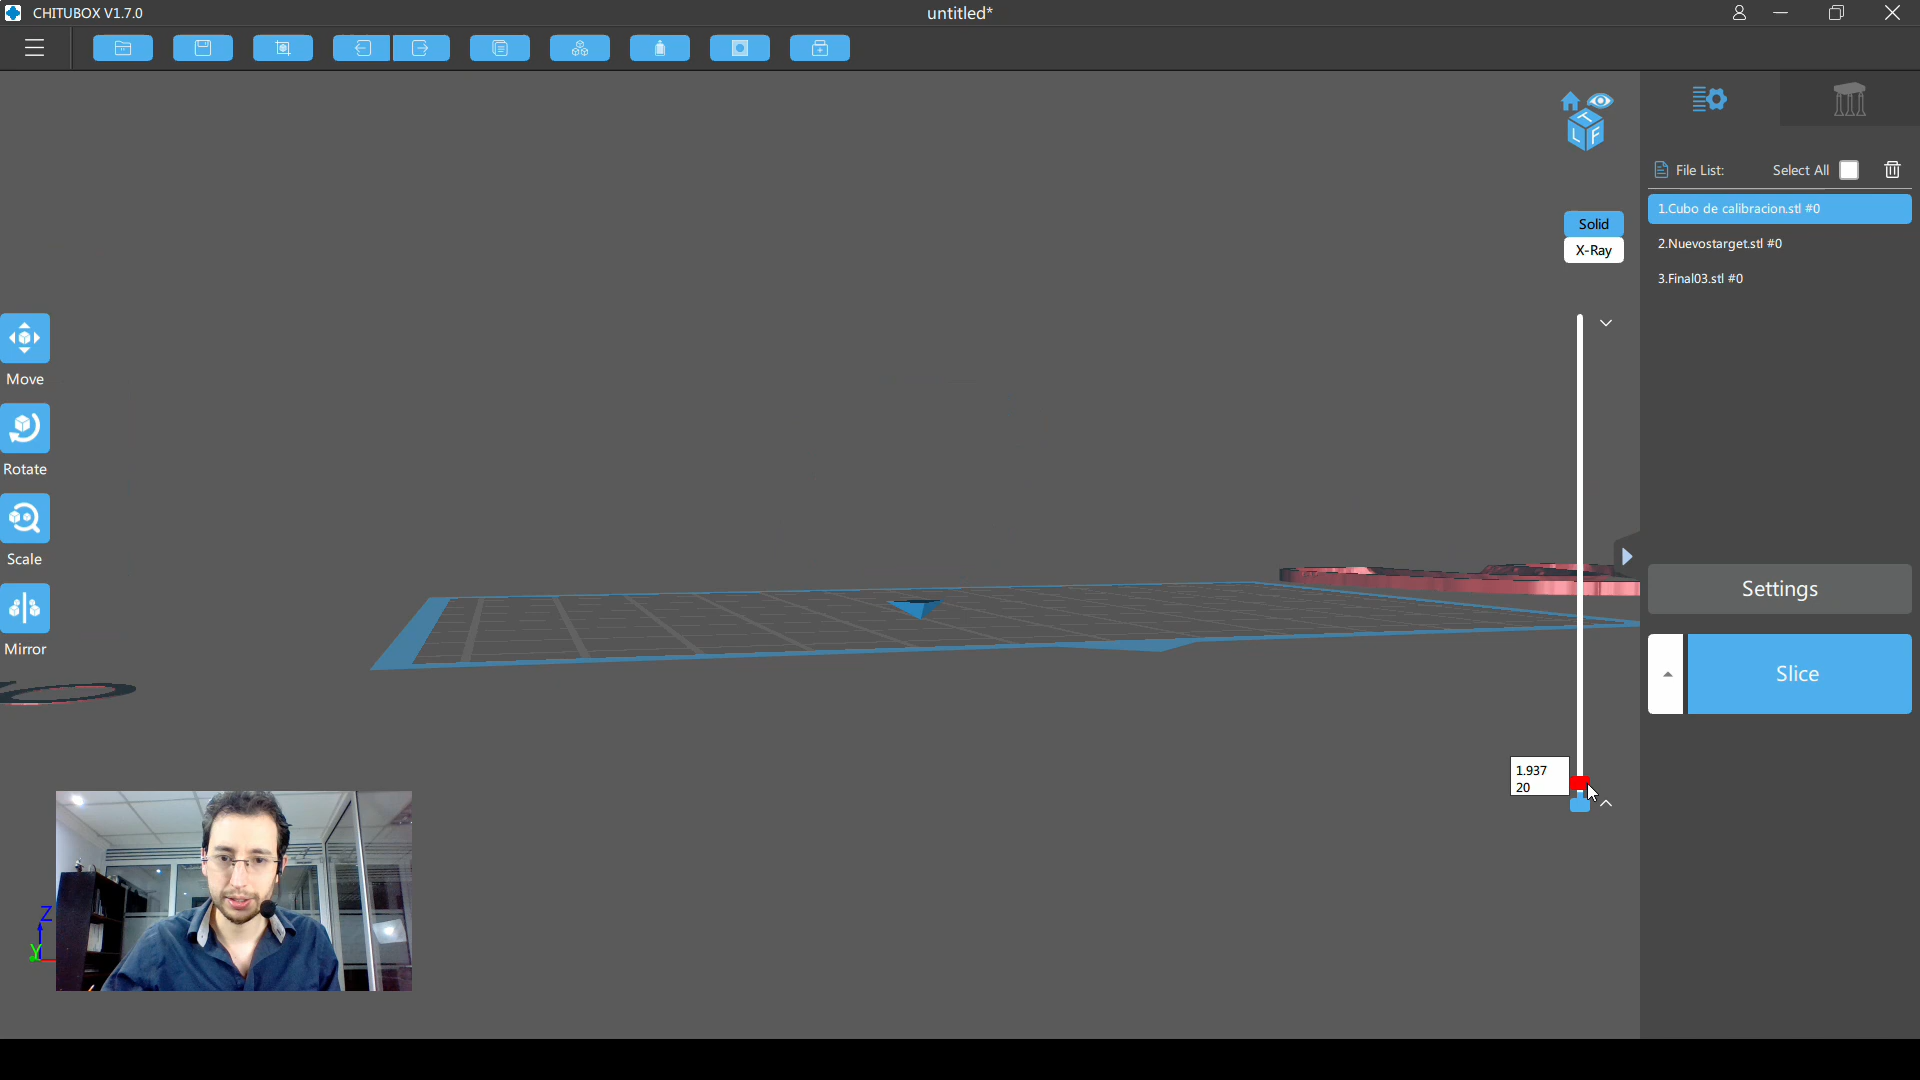 CHITUBOX V1.7.0
untitled*
T
L F
File List:
Select All
1.Cubo de calibracion.stl #0
2.Nuevostarget.stl #0
3.Final03.stl #0
Solid
X-Ray
Move
Rotate
Scale
Mirror
Settings
Slice
1.937
20
Z
Y